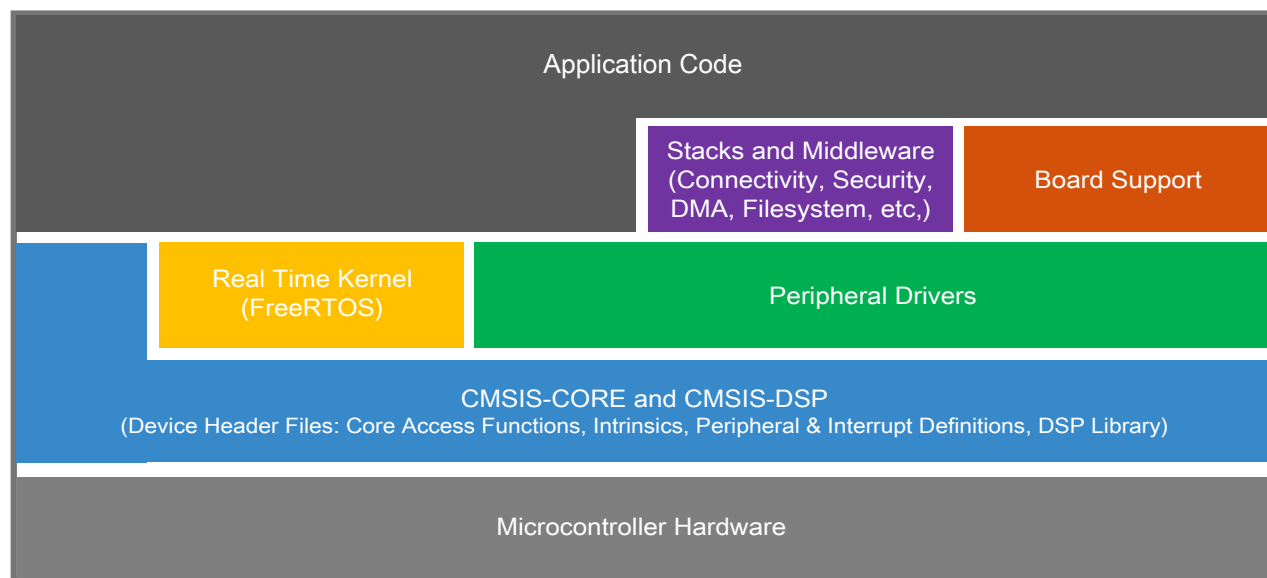 Application Code
Stacks and Middleware
(Connectivity, Security,
DMA, Filesystem, etc,)
Board Support
Real Time Kernel
(FreeRTOS)
Peripheral Drivers
CMSIS-CORE and CMSIS-DSP
(Device Header Files: Core Access Functions, Intrinsics, Peripheral & Interrupt Definitions, DSP Library)
Microcontroller Hardware